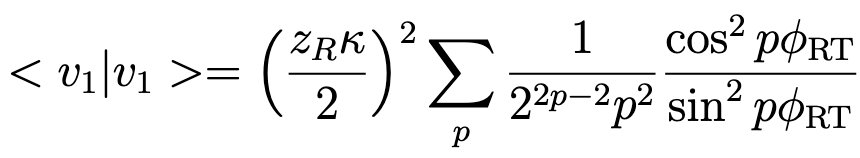 $< v_1 | v_1 > = \left( \frac{z_R \kappa}{2} \right)^2 \sum_p \frac{1}{2^{2p-2} p^2} \frac{\cos^2 p\phi_{\mathrm{RT}}}{\sin^2 p\phi_{\mathrm{RT}}}$